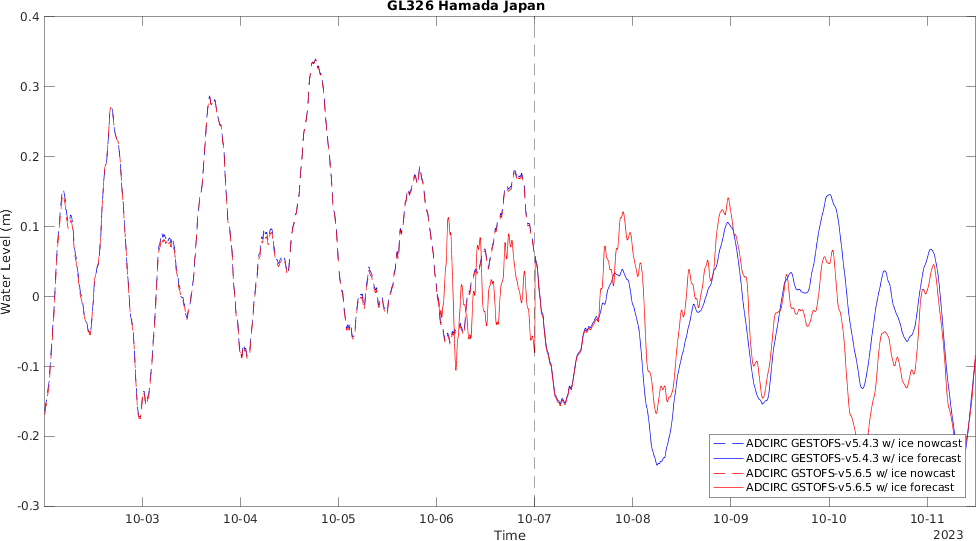 GL326 Hamada Japan
0.4
0.3
0.2
0.1
0
-0.1
-0.2
-0.3
Water Level (m)
ADCIRC GESTOFS-v5.4.3 w/ ice nowcast
ADCIRC GESTOFS-v5.4.3 w/ ice forecast
ADCIRC GSTOFS-v5.6.5 w/ ice nowcast
ADCIRC GSTOFS-v5.6.5 w/ ice forecast
10-03 10-04 10-05 10-06 10-07 10-08 10-09 10-10 10-11
Time
2023